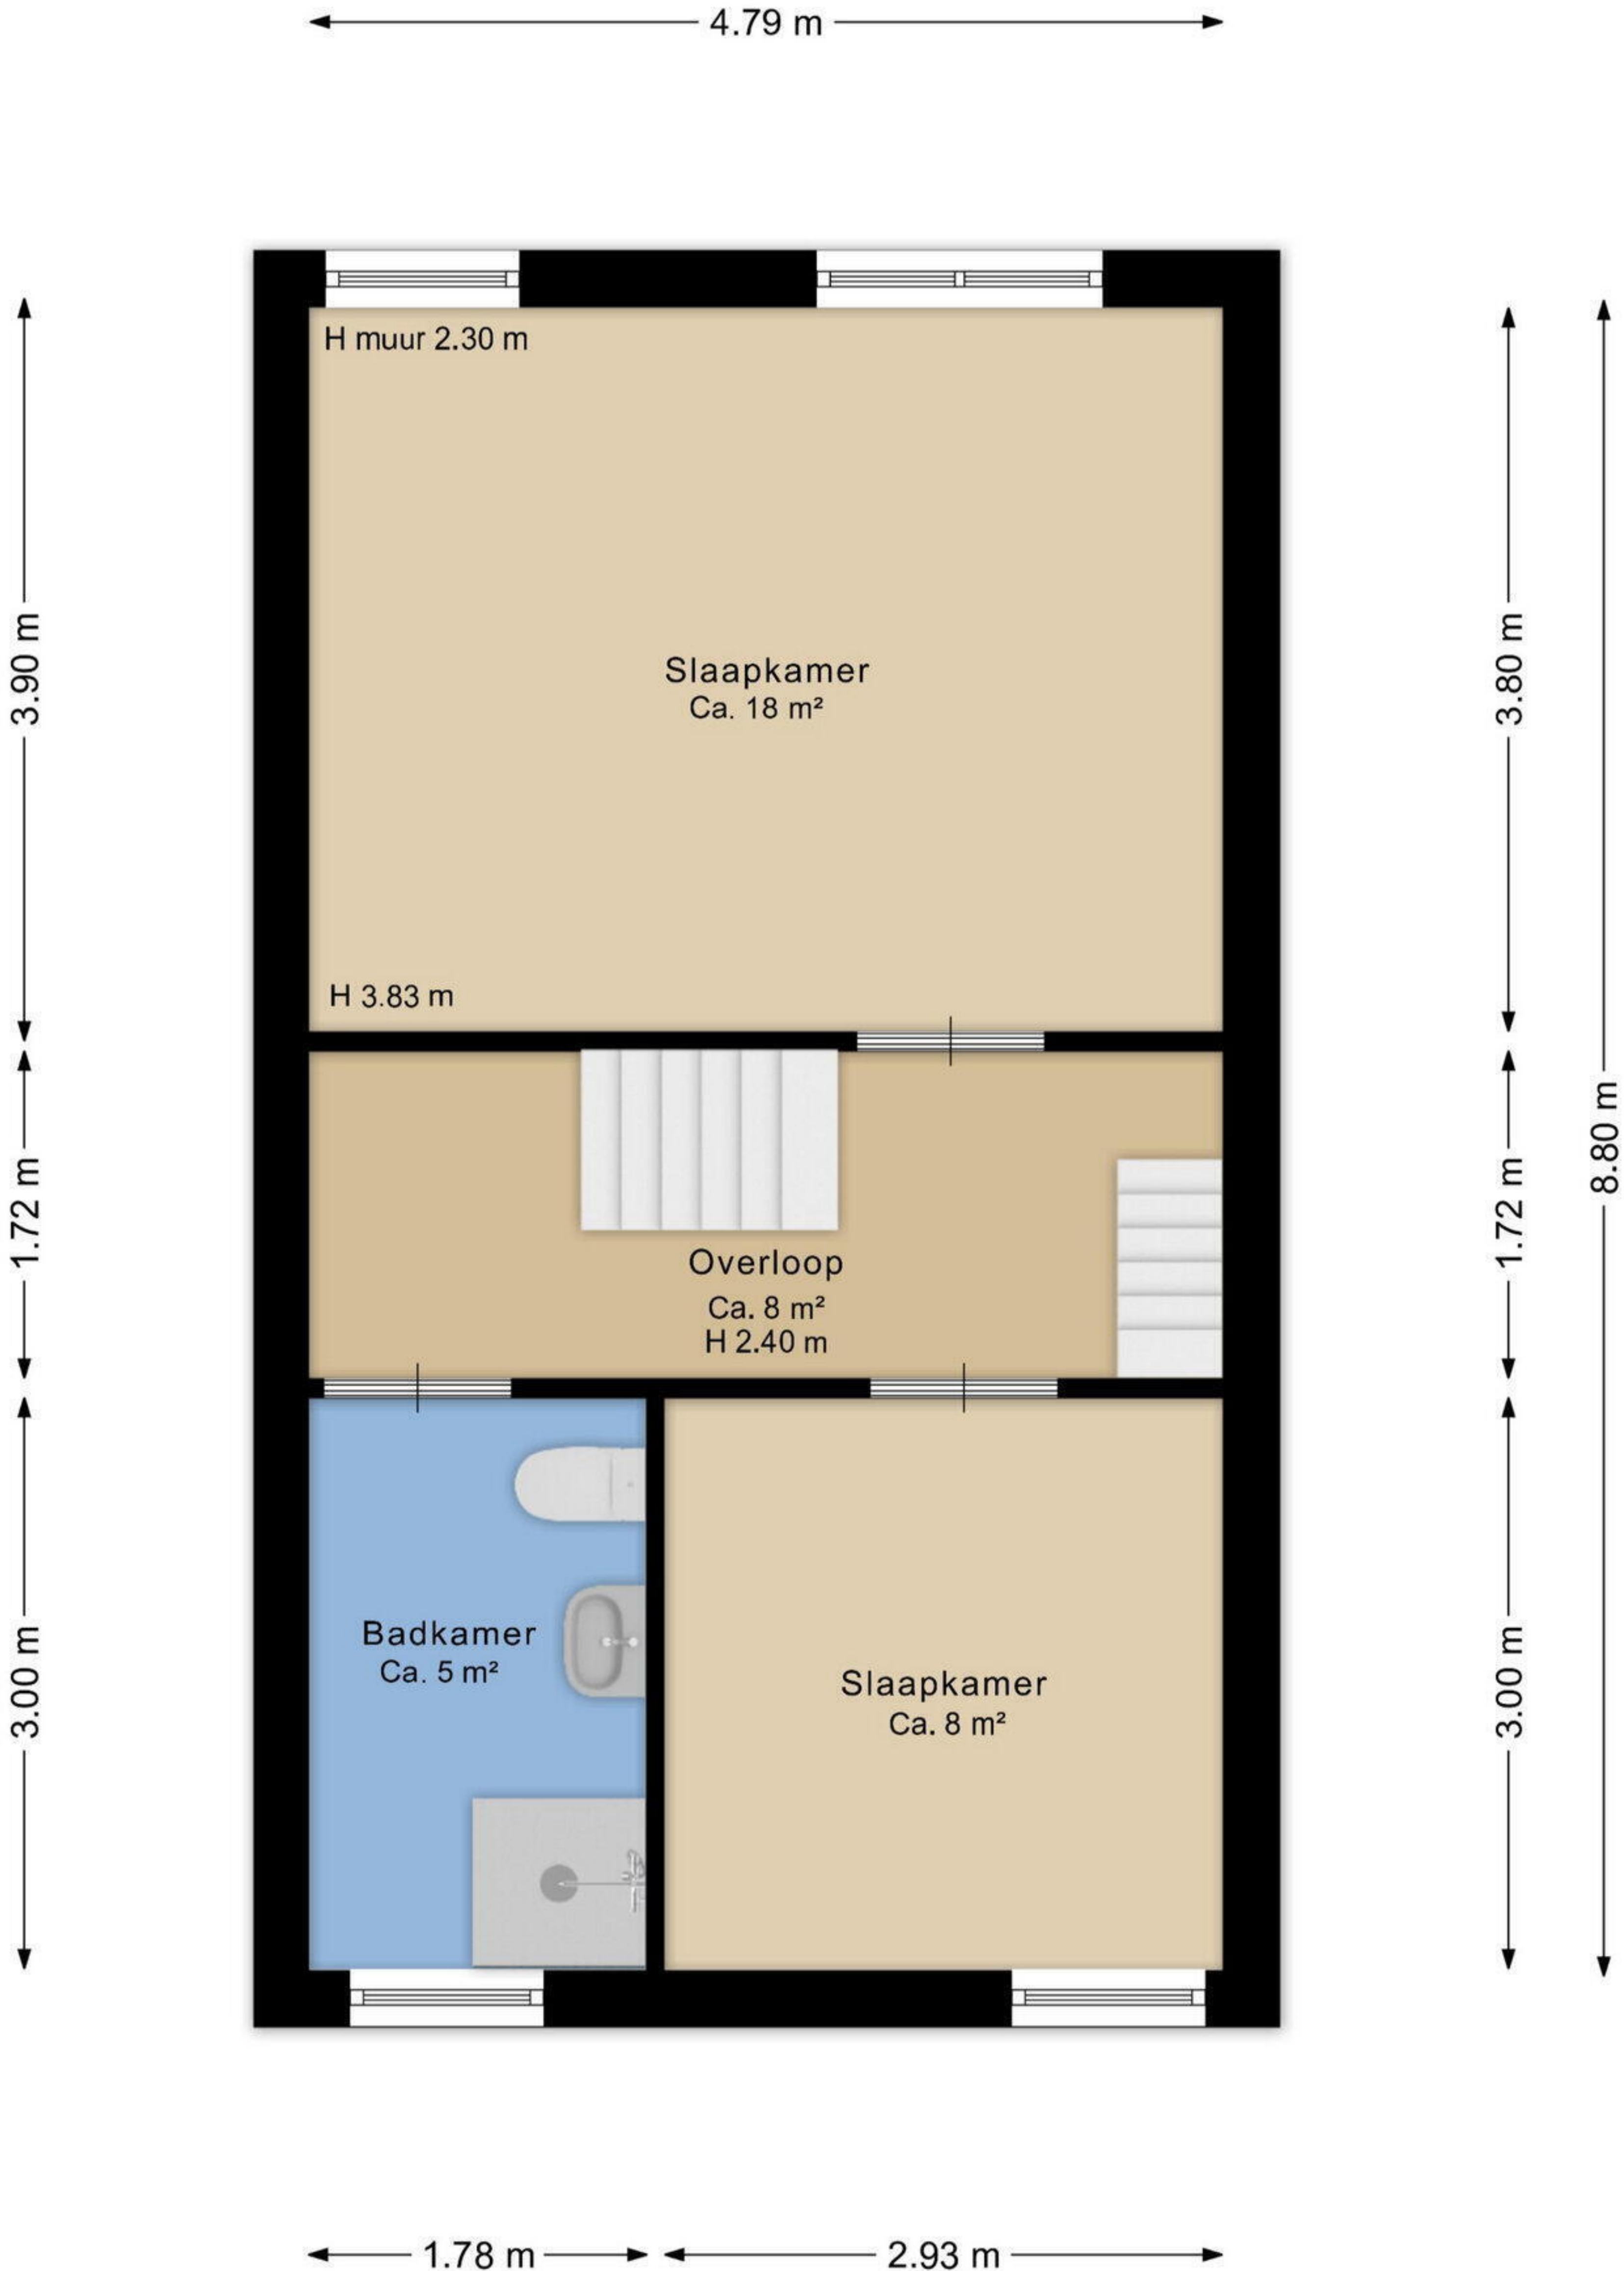 4.79 m
H muur 2.30 m
3.90 m
3.80 m
Slaapkamer
Ca. 18 m²
H 3.83 m
8.80 m
1.72 m
1.72 m
Overloop
Ca. 8 m²
H 2.40 m
Badkamer
Ca. 5 m²
3.00 m
3.00 m
Slaapkamer
Ca. 8 m²
1.78 m
2.93 m